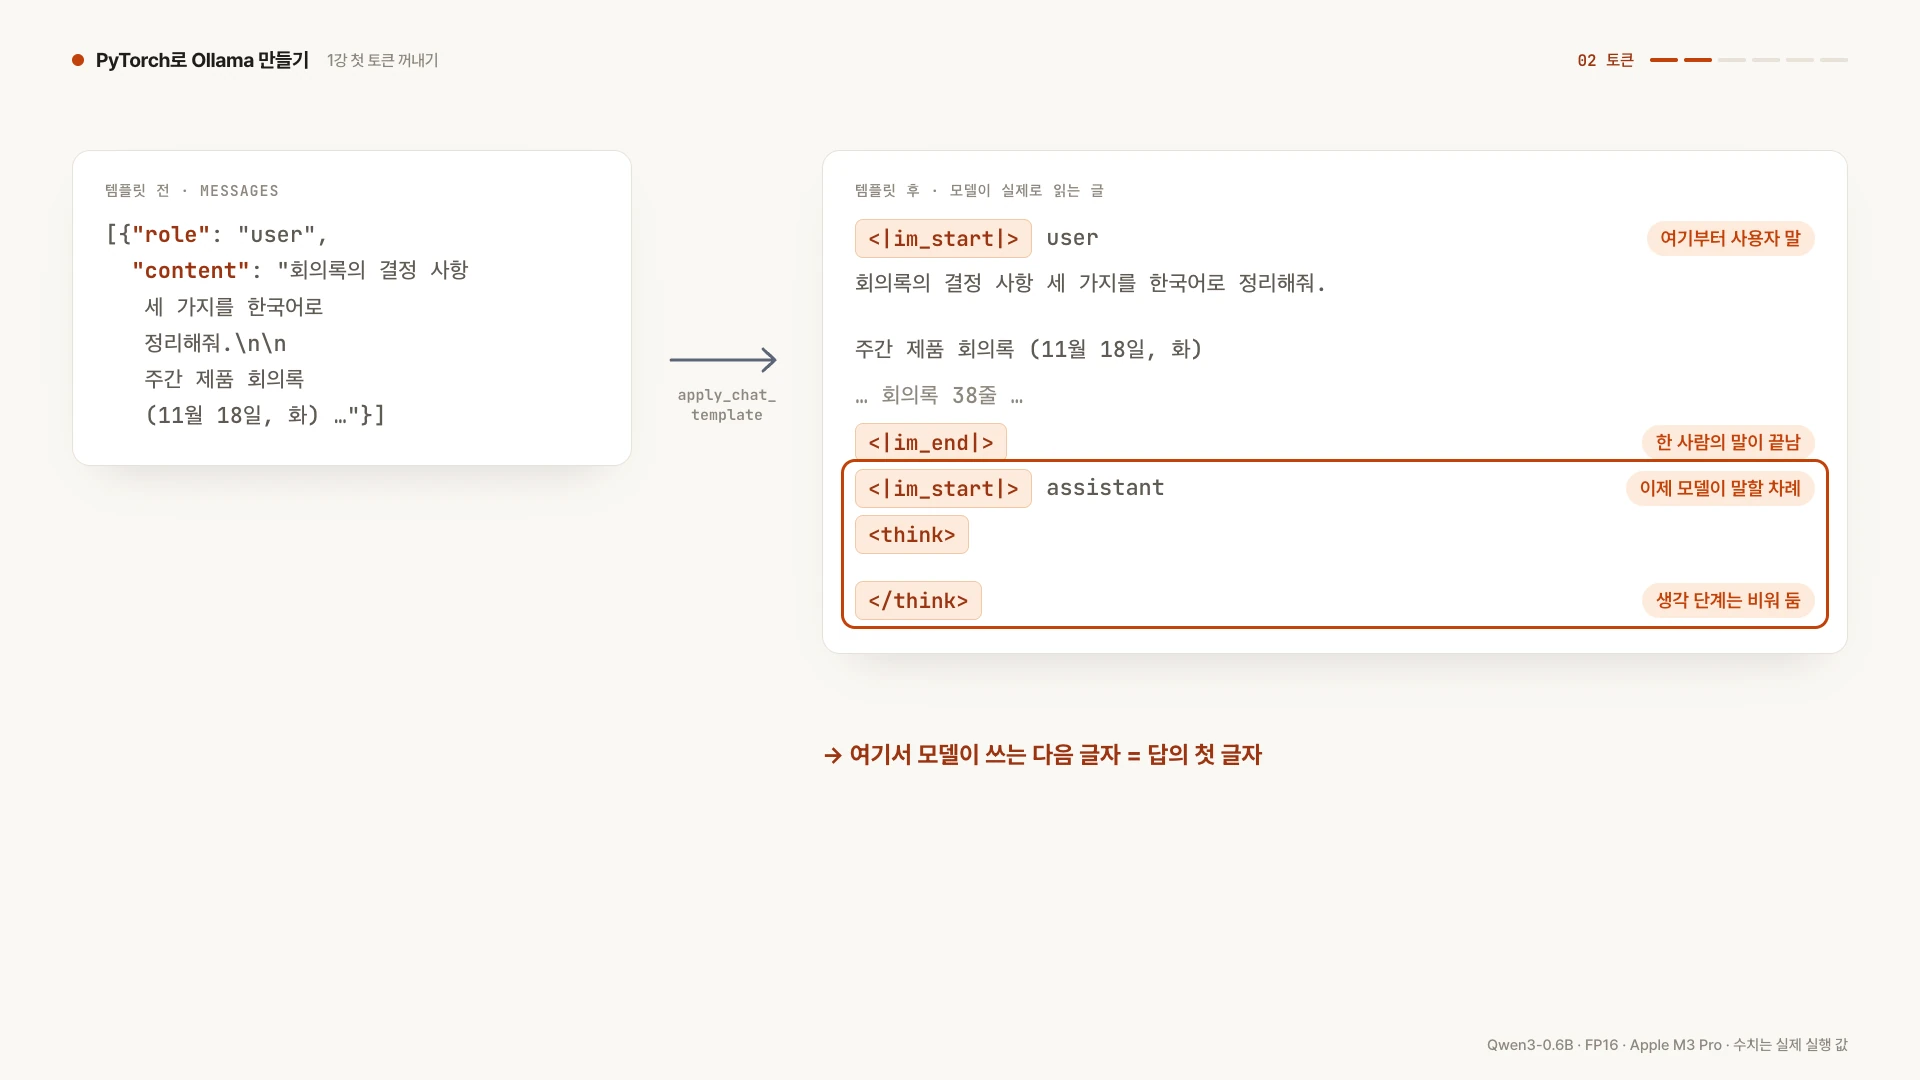 PyTorch로 Ollama 만들기 1강 첫 토큰 꺼내기
02 토큰
템플릿 전 · MESSAGES
[{"role": "user",
"content": "회의록의 결정 사항
세 가지를 한국어로
정리해줘.\n\n
주간 제품 회의록
(11월 18일, 화) …"}]
apply_chat_
template
템플릿 후 · 모델이 실제로 읽는 글
<|im_start|> user 여기부터 사용자 말
회의록의 결정 사항 세 가지를 한국어로 정리해줘.
주간 제품 회의록 (11월 18일, 화)
… 회의록 38줄 …
<|im_end|> 한 사람의 말이 끝남
<|im_start|> assistant 이제 모델이 말할 차례
<think>
</think> 생각 단계는 비워 둠
→ 여기서 모델이 쓰는 다음 글자 = 답의 첫 글자
Qwen3-0.6B · FP16 · Apple M3 Pro · 수치는 실제 실행 값